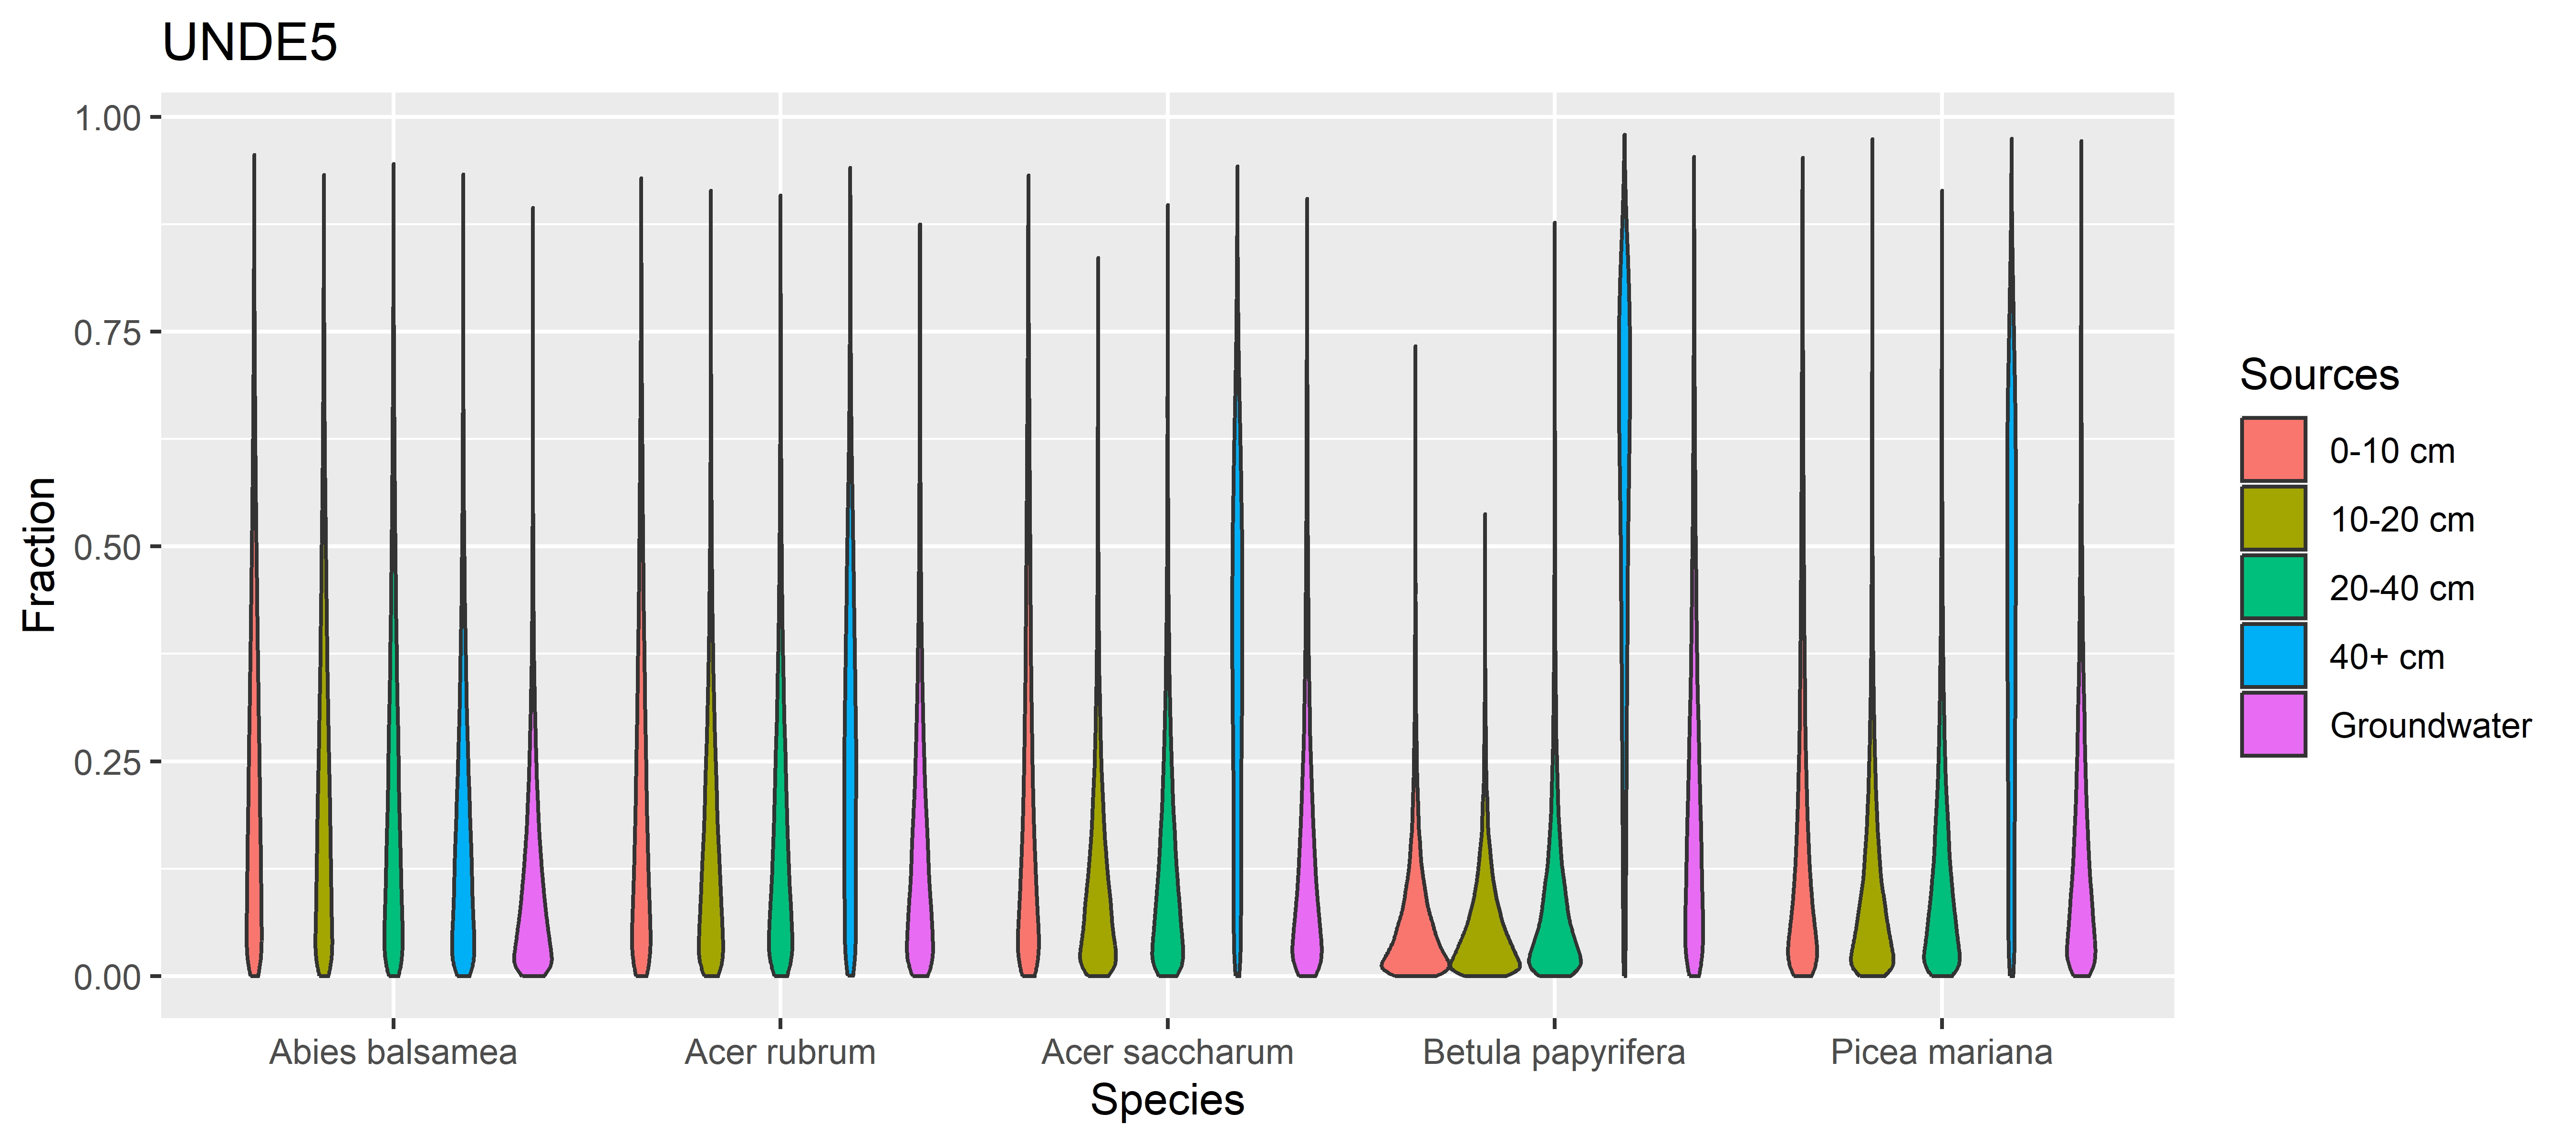 UNDE5
1.00
0.75
0.50
0.25
0.00
Fraction
Abies balsamea
Acer rubrum
Acer saccharum
Betula papyrifera
Picea mariana
Species
Sources
0-10 cm
10-20 cm
20-40 cm
40+ cm
Groundwater